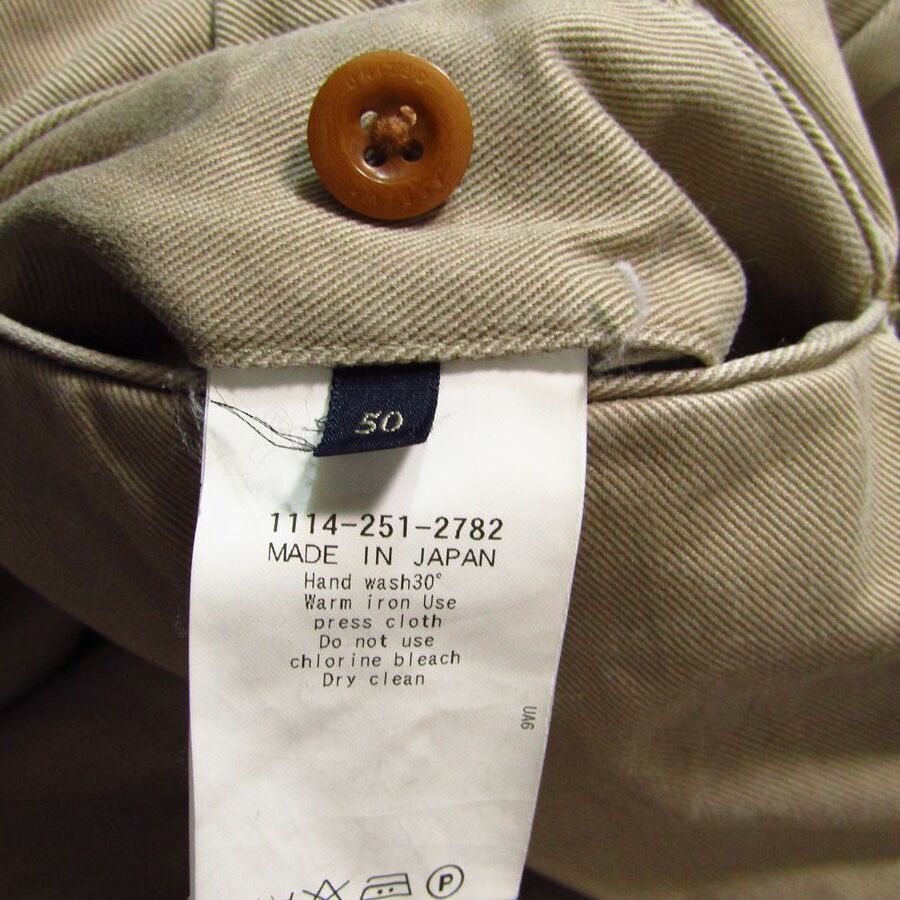 UNITED
50
1114-251-2782
MADE IN JAPAN
Hand wash30°
Warm iron Use
press cloth
Do not use
chlorine bleach
Dry clean
UA6
P